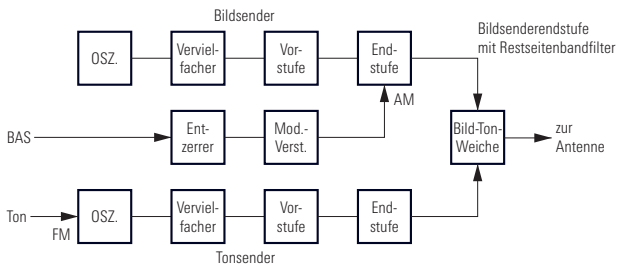 Bildsender
Bildsenderendstufe
mit Restseitenbandfilter
OSZ.
Verviel-
facher
Vor-
stufe
End-
stufe
AM
BAS
Ent-
zerrer
Mod.-
Verst.
Bild-Ton-
Weiche
zur
Antenne
Ton
FM
OSZ.
Verviel-
facher
Vor-
stufe
End-
stufe
Tonsender